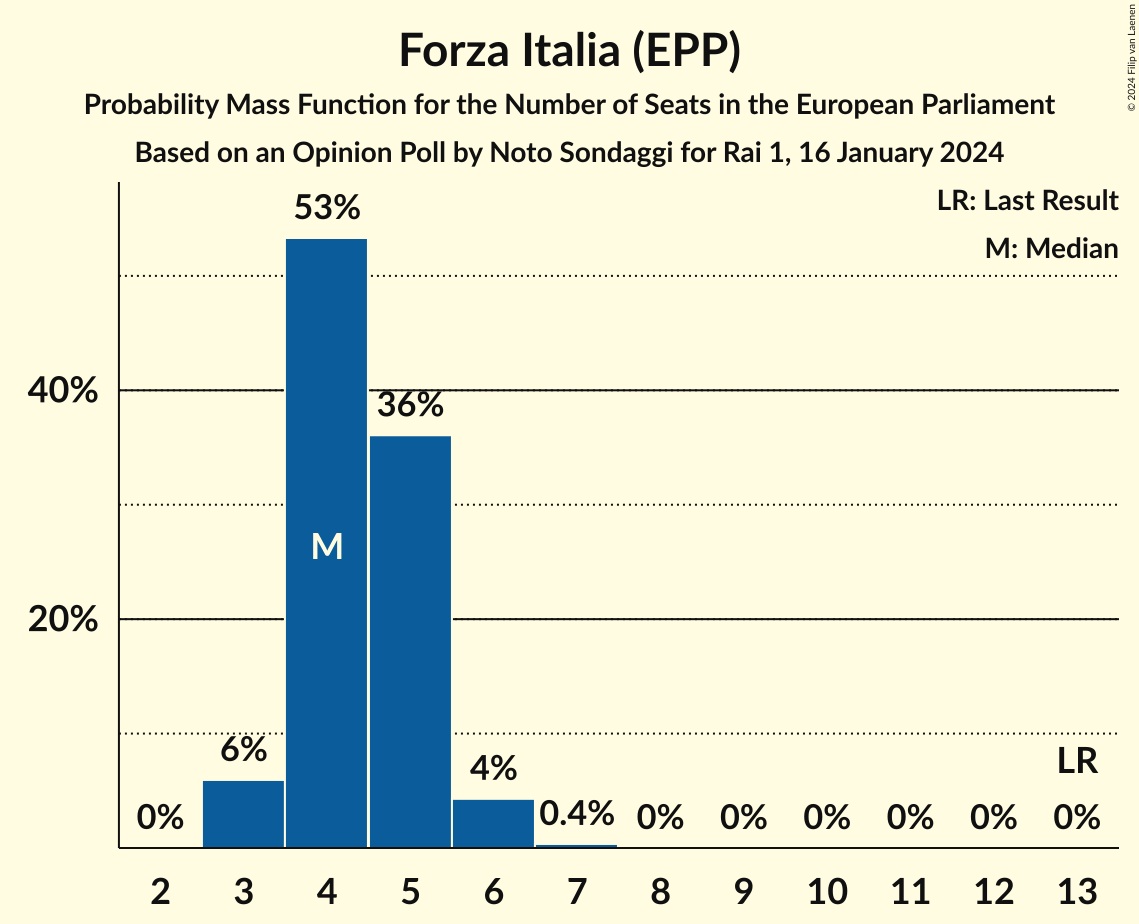 Forza Italia (EPP)
Probability Mass Function for the Number of Seats in the European Parliament
Based on an Opinion Poll by Noto Sondaggi for Rai 1, 16 January 2024
© 2024 Filip van Laenen
LR: Last Result
M: Median
53%
40%
36%
M
20%
6%
4%
LR
0%
0.4%
0%
0%
0%
0%
0%
0%
2 3 4 5 6 7 8 9 10 11 12 13